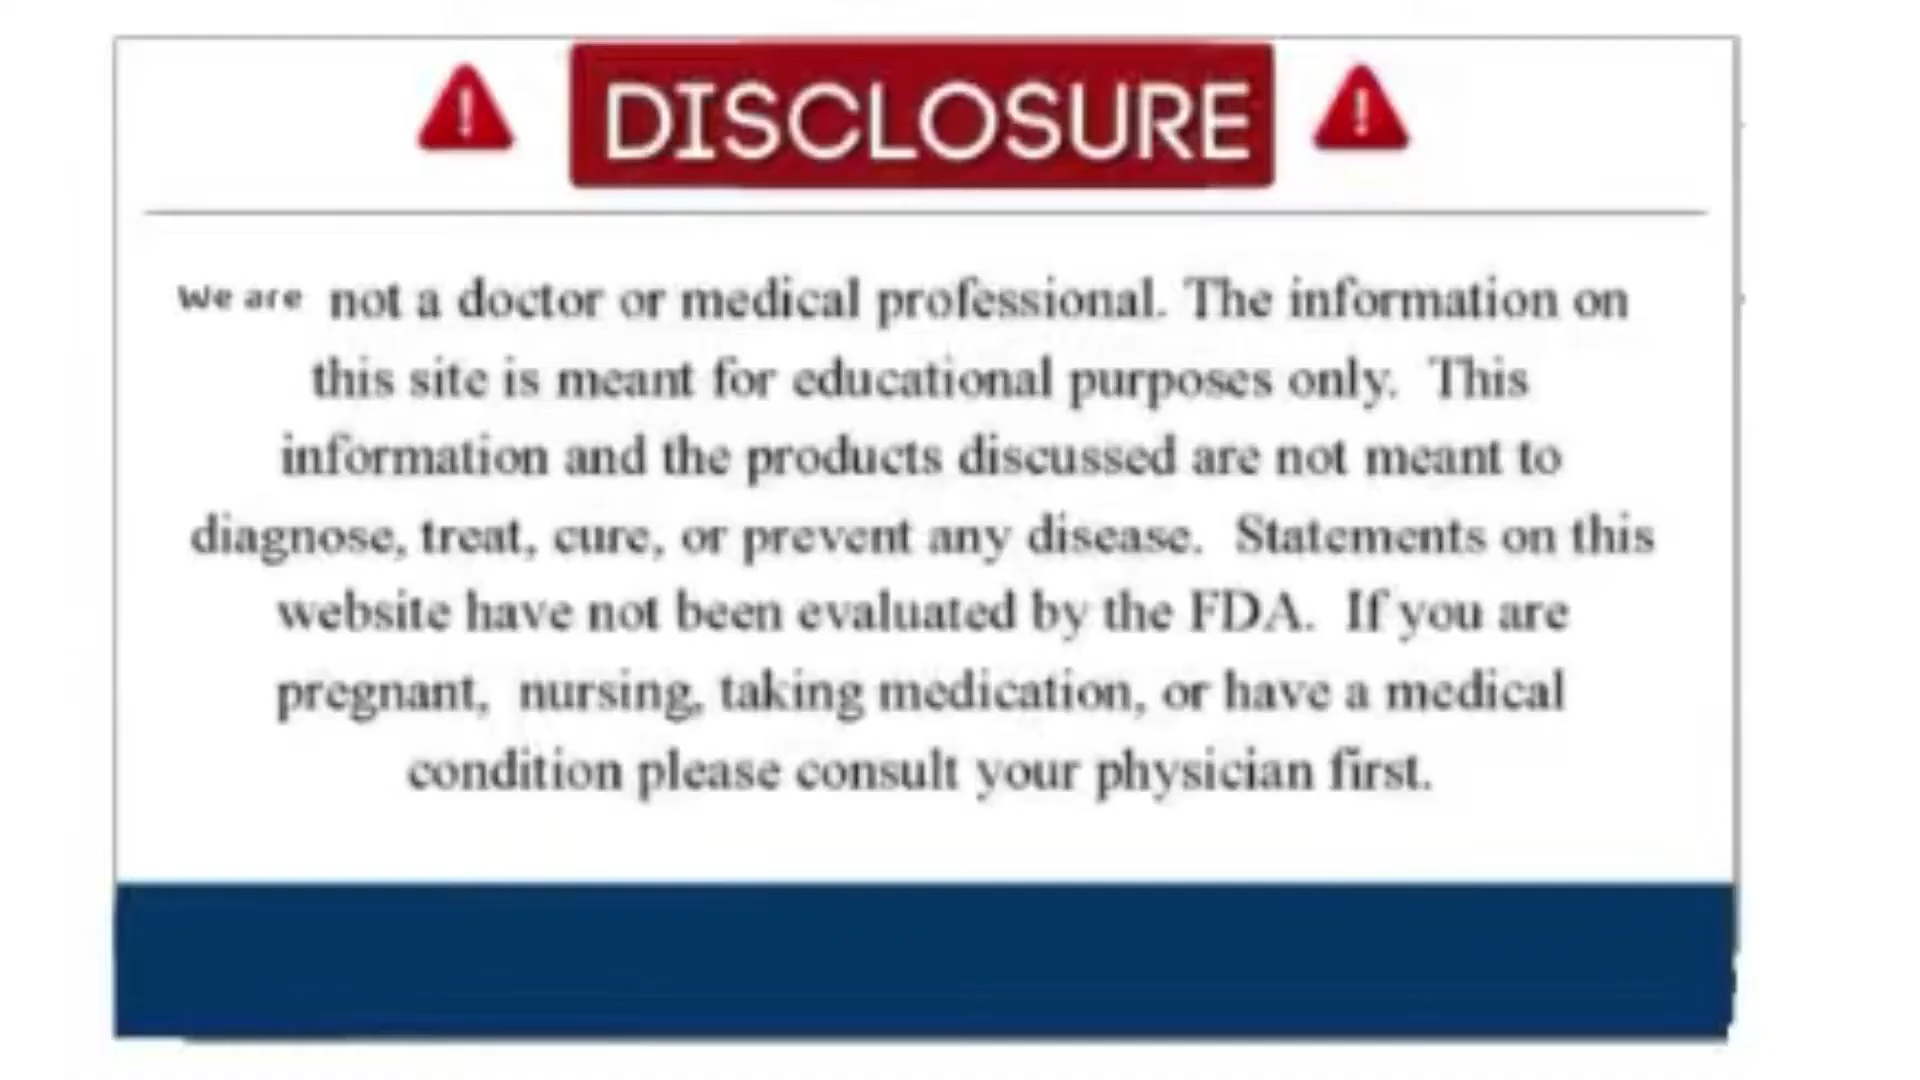 DISCLOSURE
We are not a doctor or medical professional. The information on
this site is meant for educational purposes only. This
information and the products discussed are not meant to
diagnose, treat, cure, or prevent any disease. Statements on this
website have not been evaluated by the FDA. If you are
pregnant, nursing, taking medication, or have a medical
condition please consult your physician first.